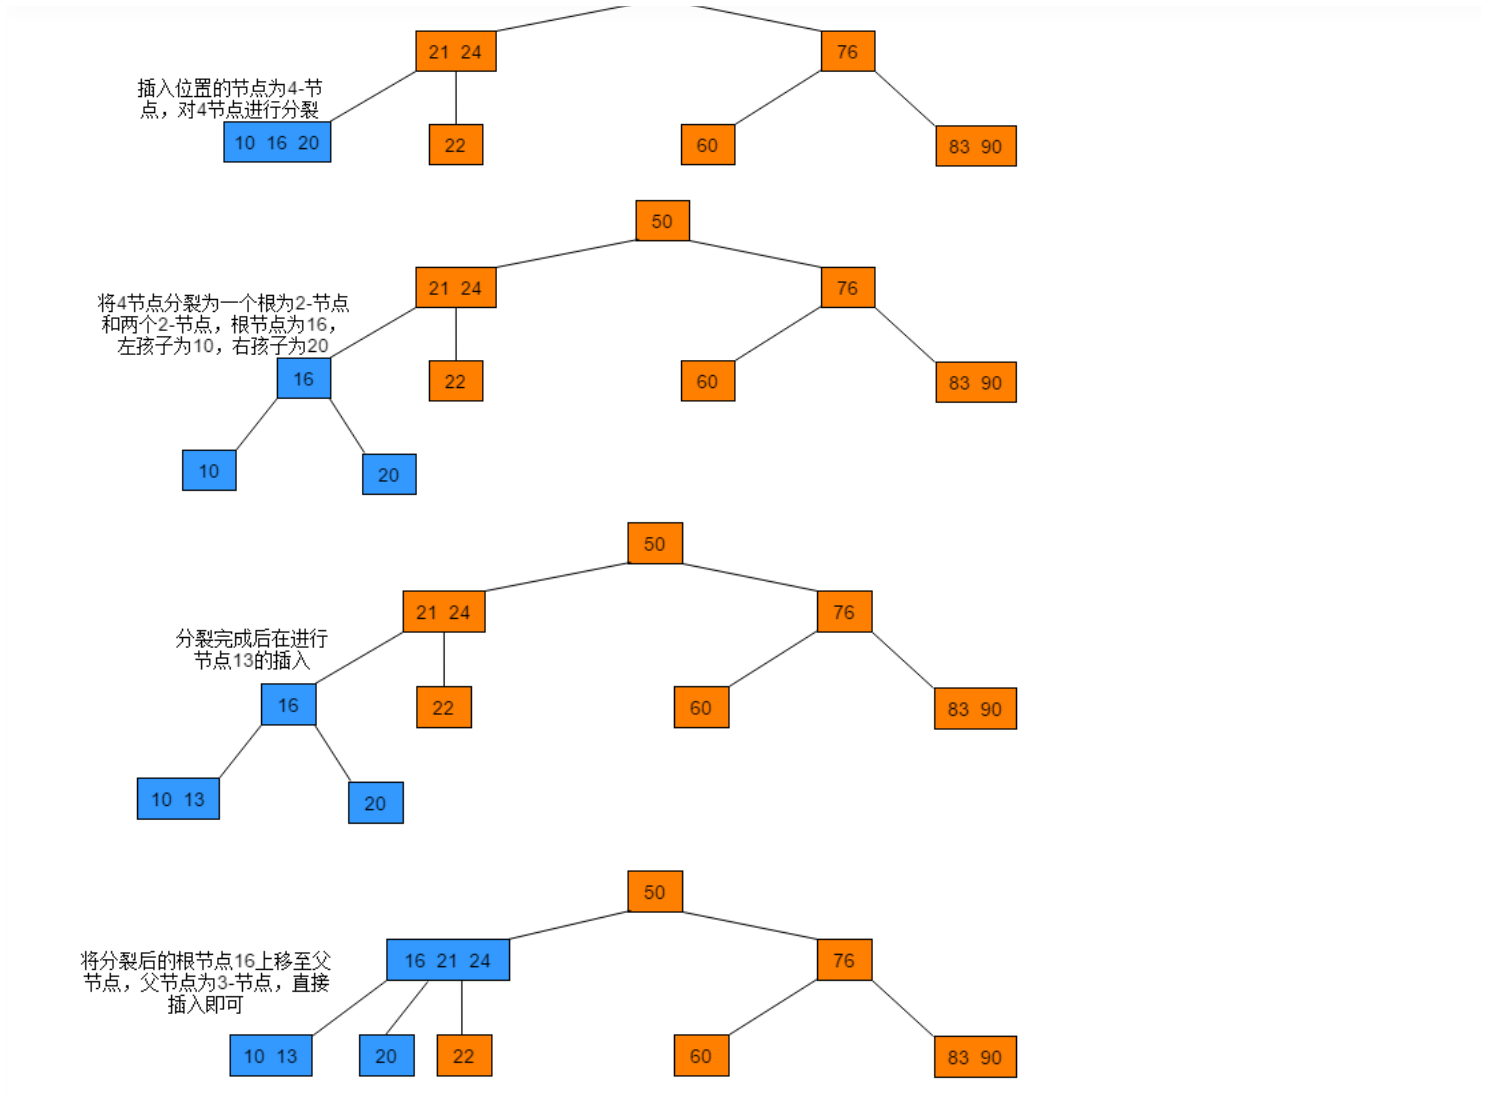 21 24
76
插入位置的节点为4-节
点，对4节点进行分裂
10 16 20
22
60
83 90
50
21 24
76
将4节点分裂为一个根为2-节点
和两个2-节点，根节点为16，
左孩子为10，右孩子为20
16
22
60
83 90
10
20
50
21 24
76
分裂完成后在进行
节点13的插入
16
22
60
83 90
10 13
20
50
16 21 24
76
将分裂后的根节点16上移至父
节点，父节点为3-节点，直接
插入即可
10 13
20
22
60
83 90